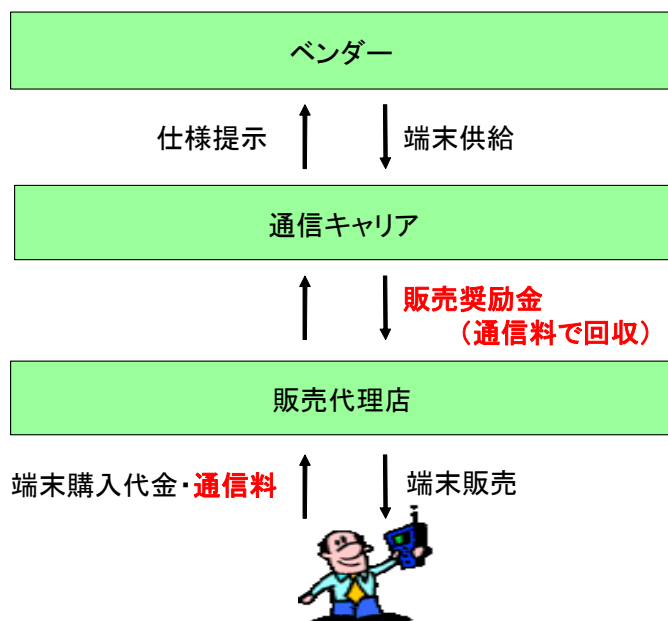 ベンダー
仕様提示
端末供給
通信キャリア
販売奨励金
（通信料で回収）
販売代理店
端末購入代金・通信料
端末販売